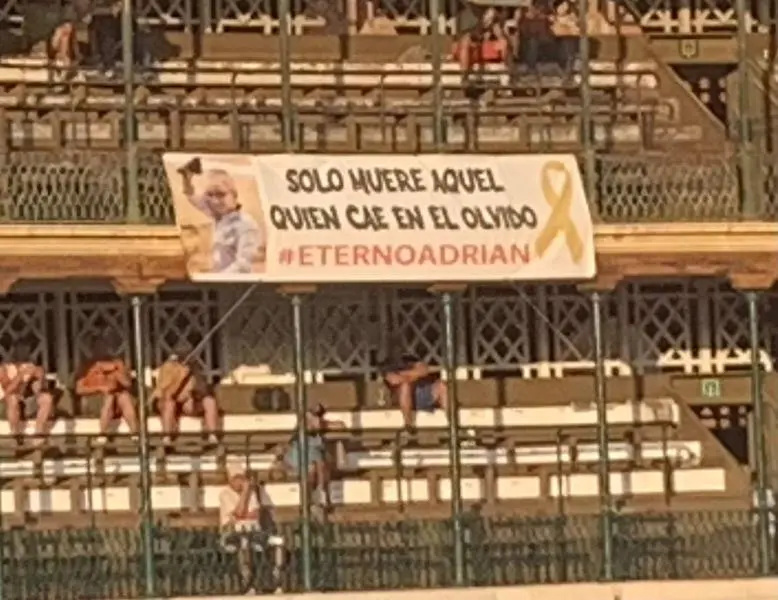 SOLO MUERE AQUEL
QUIEN CAE EN EL OLVIDO
#ETERNOADRIAN